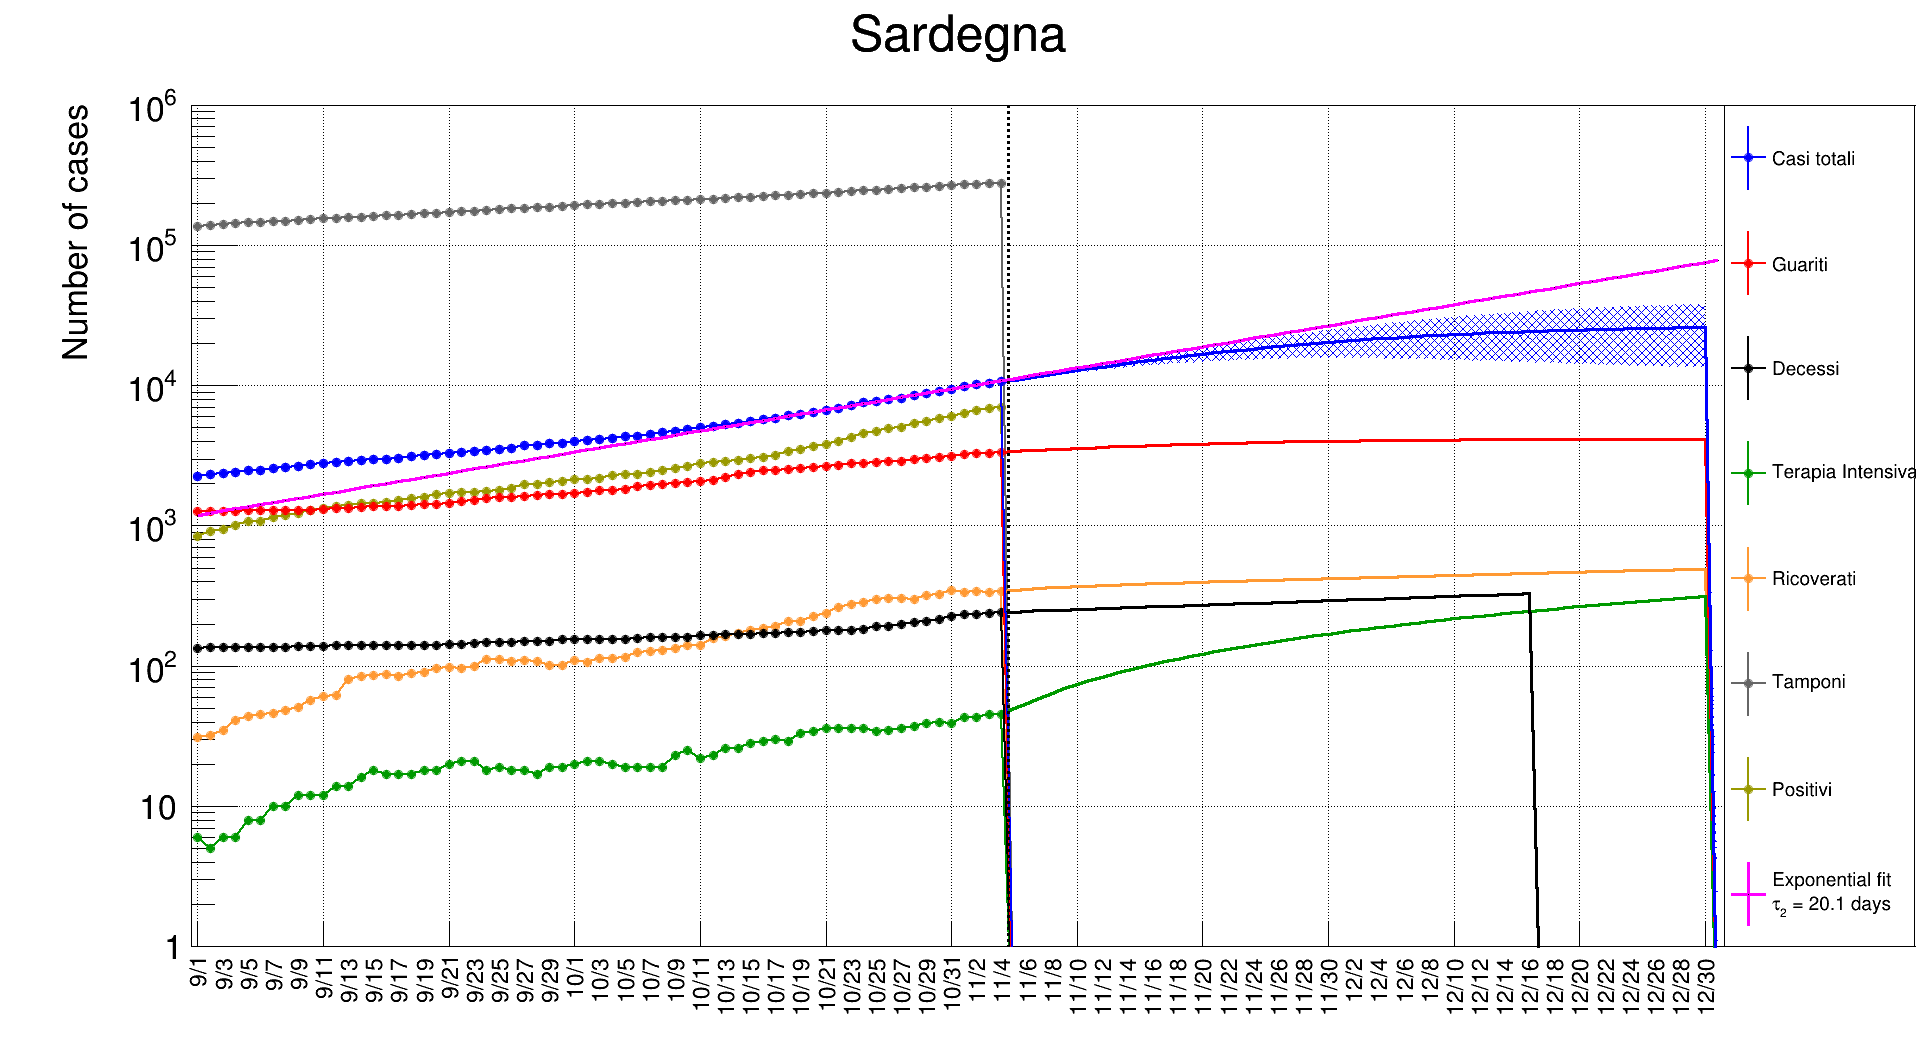 Sardegna
Number of cases
10^6
10^5
10^4
10^3
10^2
10
1
9/1 9/3 9/5 9/7 9/9 9/11 9/13 9/15 9/17 9/19 9/21 9/23 9/25 9/27 9/29 10/1 10/3 10/5 10/7 10/9 10/11 10/13 10/15 10/17 10/19 10/21 10/23 10/25 10/27 10/29 10/31 11/2 11/4 11/6 11/8 11/10 11/12 11/14 11/16 11/18 11/20 11/22 11/24 11/26 11/28 11/30 12/2 12/4 12/6 12/8 12/10 12/12 12/14 12/16 12/18 12/20 12/22 12/24 12/26 12/28 12/30
Casi totali
Guariti
Decessi
Terapia Intensiva
Ricoverati
Tamponi
Positivi
Exponential fit
τ₂ = 20.1 days